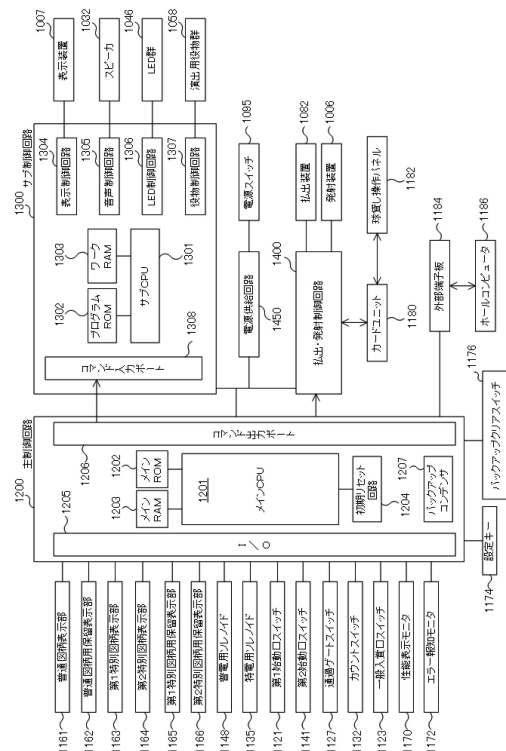 1200
主制御回路
1161
普通図柄表示部
1162
普通図柄用保留表示部
1163
第1特別図柄表示部
1164
第2特別図柄表示部
1165
第1特別図柄用保留表示部
1166
第2特別図柄用保留表示部
1148
普電用ソレノイド
1135
特電用ソレノイド
1121
第1始動口スイッチ
1141
第2始動口スイッチ
1127
通過ゲートスイッチ
1132
カウントスイッチ
1123
一般入賞口スイッチ
1170
性能表示モニタ
1172
エラー報知モニタ
1205
I/O
1203
メイン
RAM
1202
メイン
ROM
1201
メインCPU
初期リセット
回路
1204
1207
バックアップ
コンデンサ
1206
コマンド出力ポート
1174
設定キー
1176
バックアップクリアスイッチ
1300
サブ制御回路
1308
コマンド入力ポート
1302
プログラム
ROM
1303
ワーク
RAM
1301
サブCPU
1304
表示制御回路
1305
音声制御回路
1306
LED制御回路
1307
役物制御回路
1007
表示装置
1032
スピーカ
1046
LED群
1058
演出用役物群
1450
電源供給回路
1095
電源スイッチ
1400
払出・発射制御回路
1082
払出装置
1006
発射装置
1180
カードユニット
1182
球貸し操作パネル
1184
外部端子板
1186
ホールコンピュータ